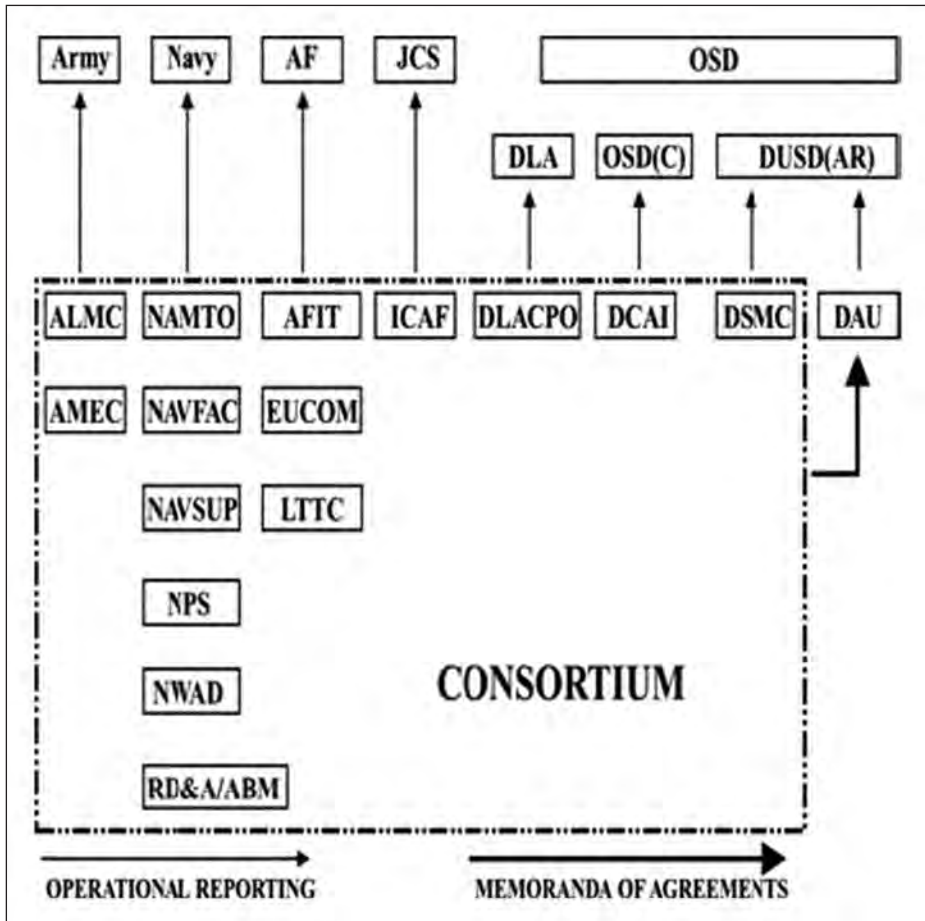 Army Navy AF JCS OSD
DLA OSD(C) DUSD(AR)
ALMC NAMTO AFIT ICAF DLACPO DCAI DSMC DAU
AMEC NAVFAC EUCOM
NAVSUP LTTC
NPS
CONSORTIUM
NWAD
RD&A/ABM
OPERATIONAL REPORTING MEMORANDA OF AGREEMENTS